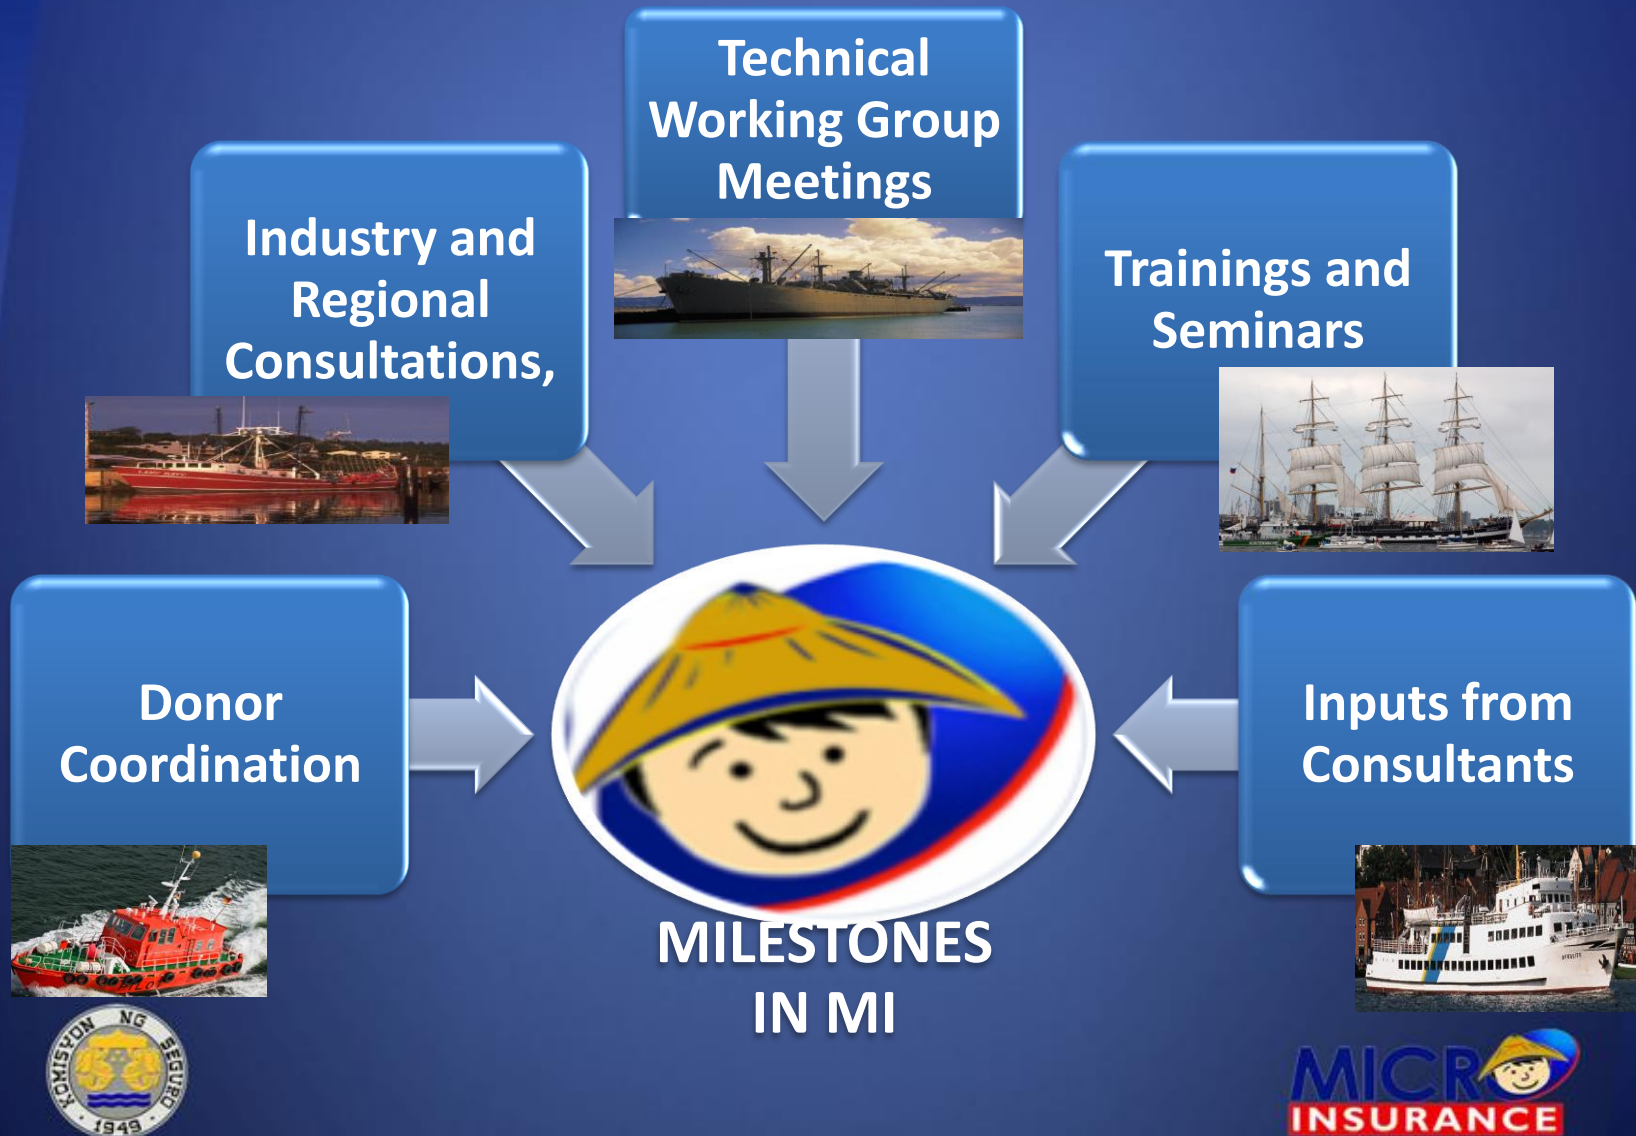 Technical
Working Group
Meetings
Industry and
Regional
Consultations,
Trainings and
Seminars
Donor
Coordination
Inputs from
Consultants
MILESTONES
IN MI
KOMISYON NG SEGURO
1949
MICRO
INSURANCE